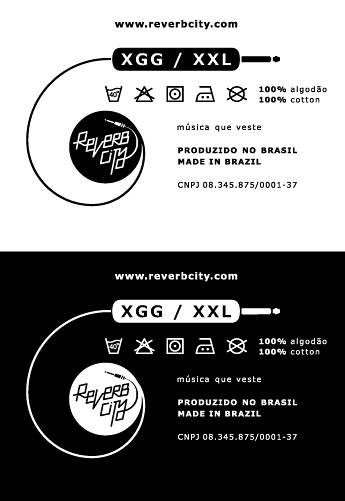 www.reverbcity.com
XGG / XXL
40°
100% algodão
100% cotton
Reverb
City
música que veste
PRODUZIDO NO BRASIL
MADE IN BRAZIL
CNPJ 08.345.875/0001-37
www.reverbcity.com
XGG / XXL
40°
100% algodão
100% cotton
Reverb
City
música que veste
PRODUZIDO NO BRASIL
MADE IN BRAZIL
CNPJ 08.345.875/0001-37